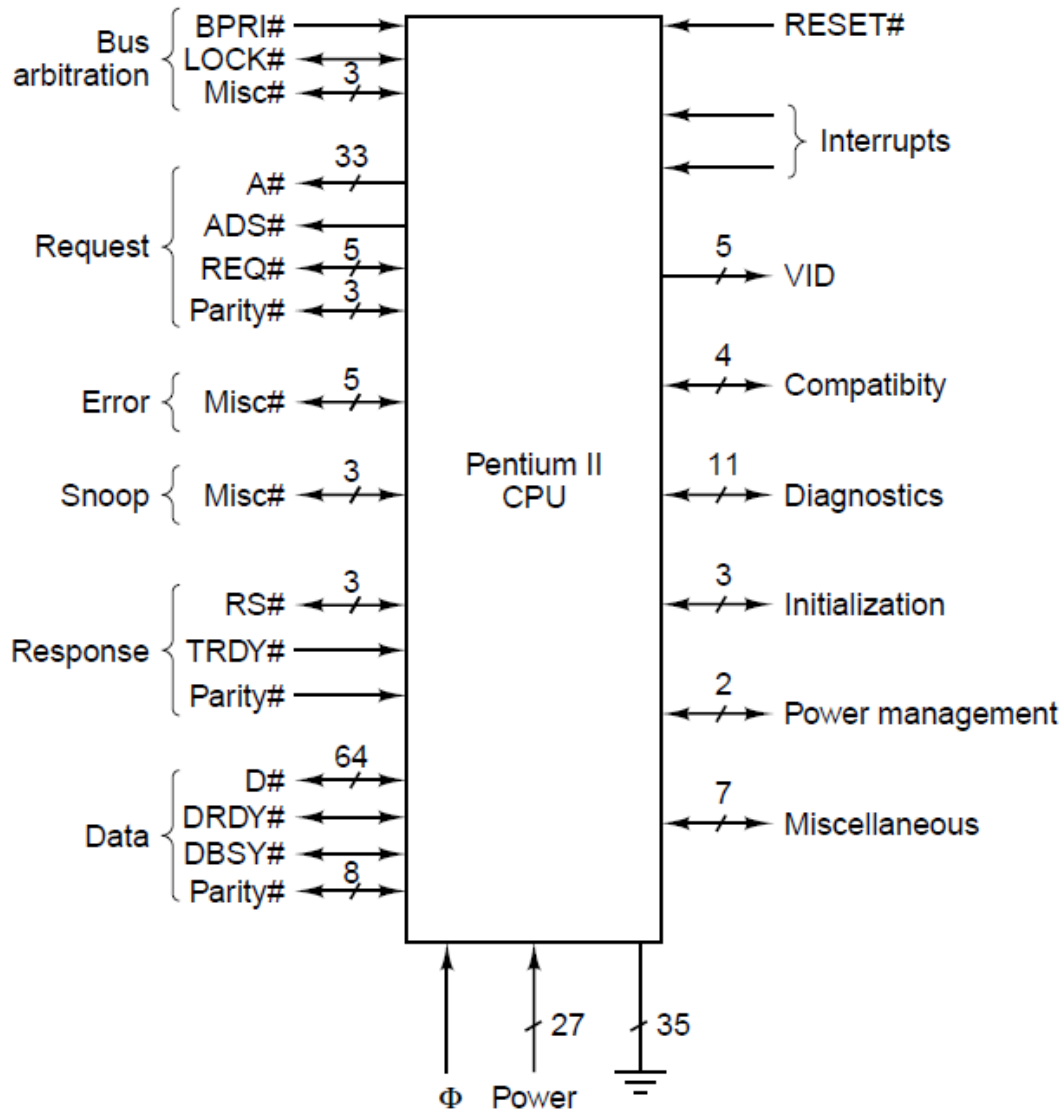 Bus
arbitration
BPRI#
LOCK#
3
Misc#
Request
33
A#
ADS#
5
REQ#
3
Parity#
Error
5
Misc#
Snoop
3
Misc#
Response
3
RS#
TRDY#
Parity#
Data
64
D#
DRDY#
DBSY#
8
Parity#
Pentium II
CPU
RESET#
Interrupts
5
VID
4
Compatibity
11
Diagnostics
3
Initialization
2
Power management
7
Miscellaneous
27
35
Φ
Power